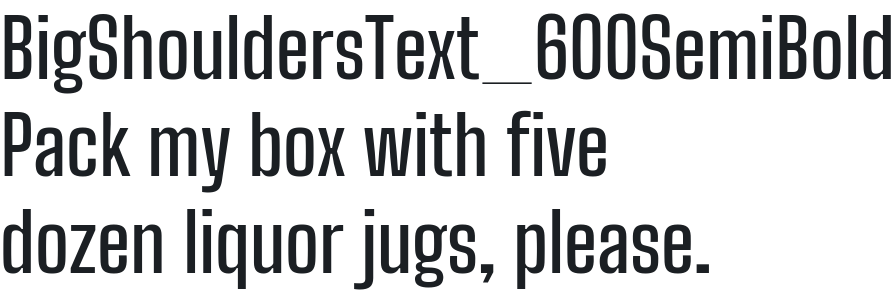 BigShouldersText_600SemiBold
Pack my box with five
dozen liquor jugs, please.